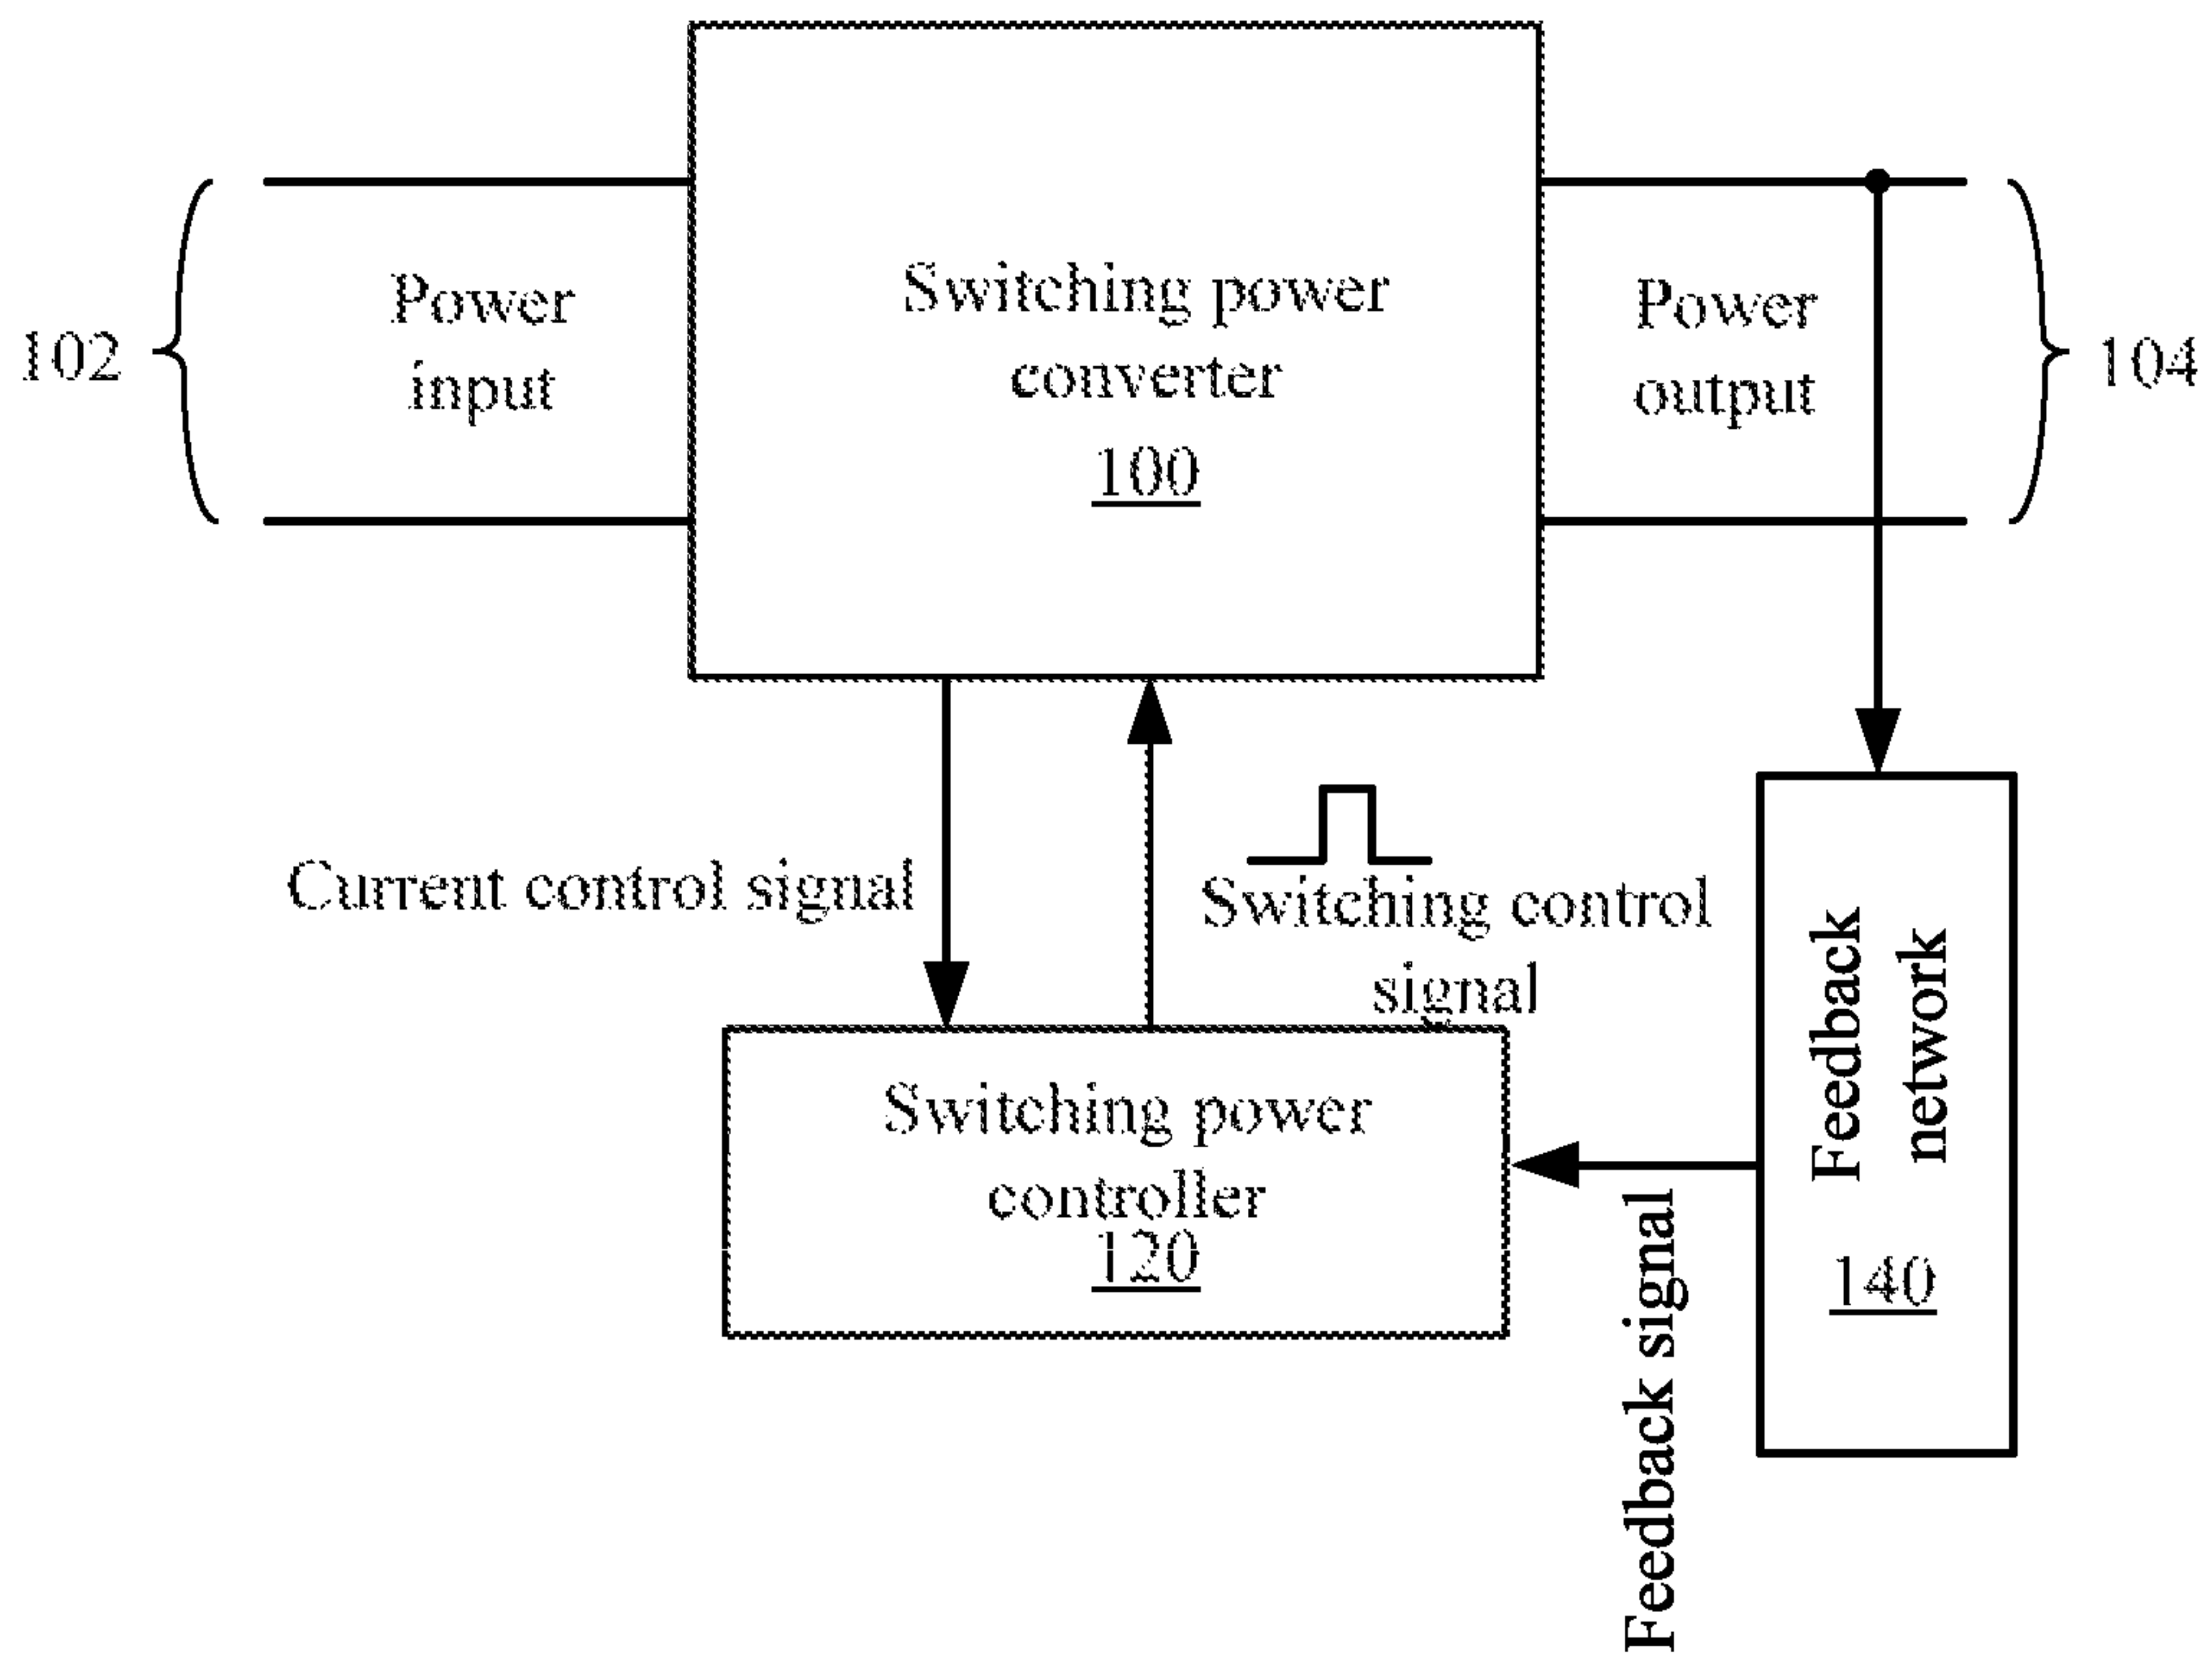 102
Power
input
Switching power
converter
100
Power
output
104
Current control signal
Switching control
signal
Switching power
controller
120
Feedback signal
Feedback
network
140